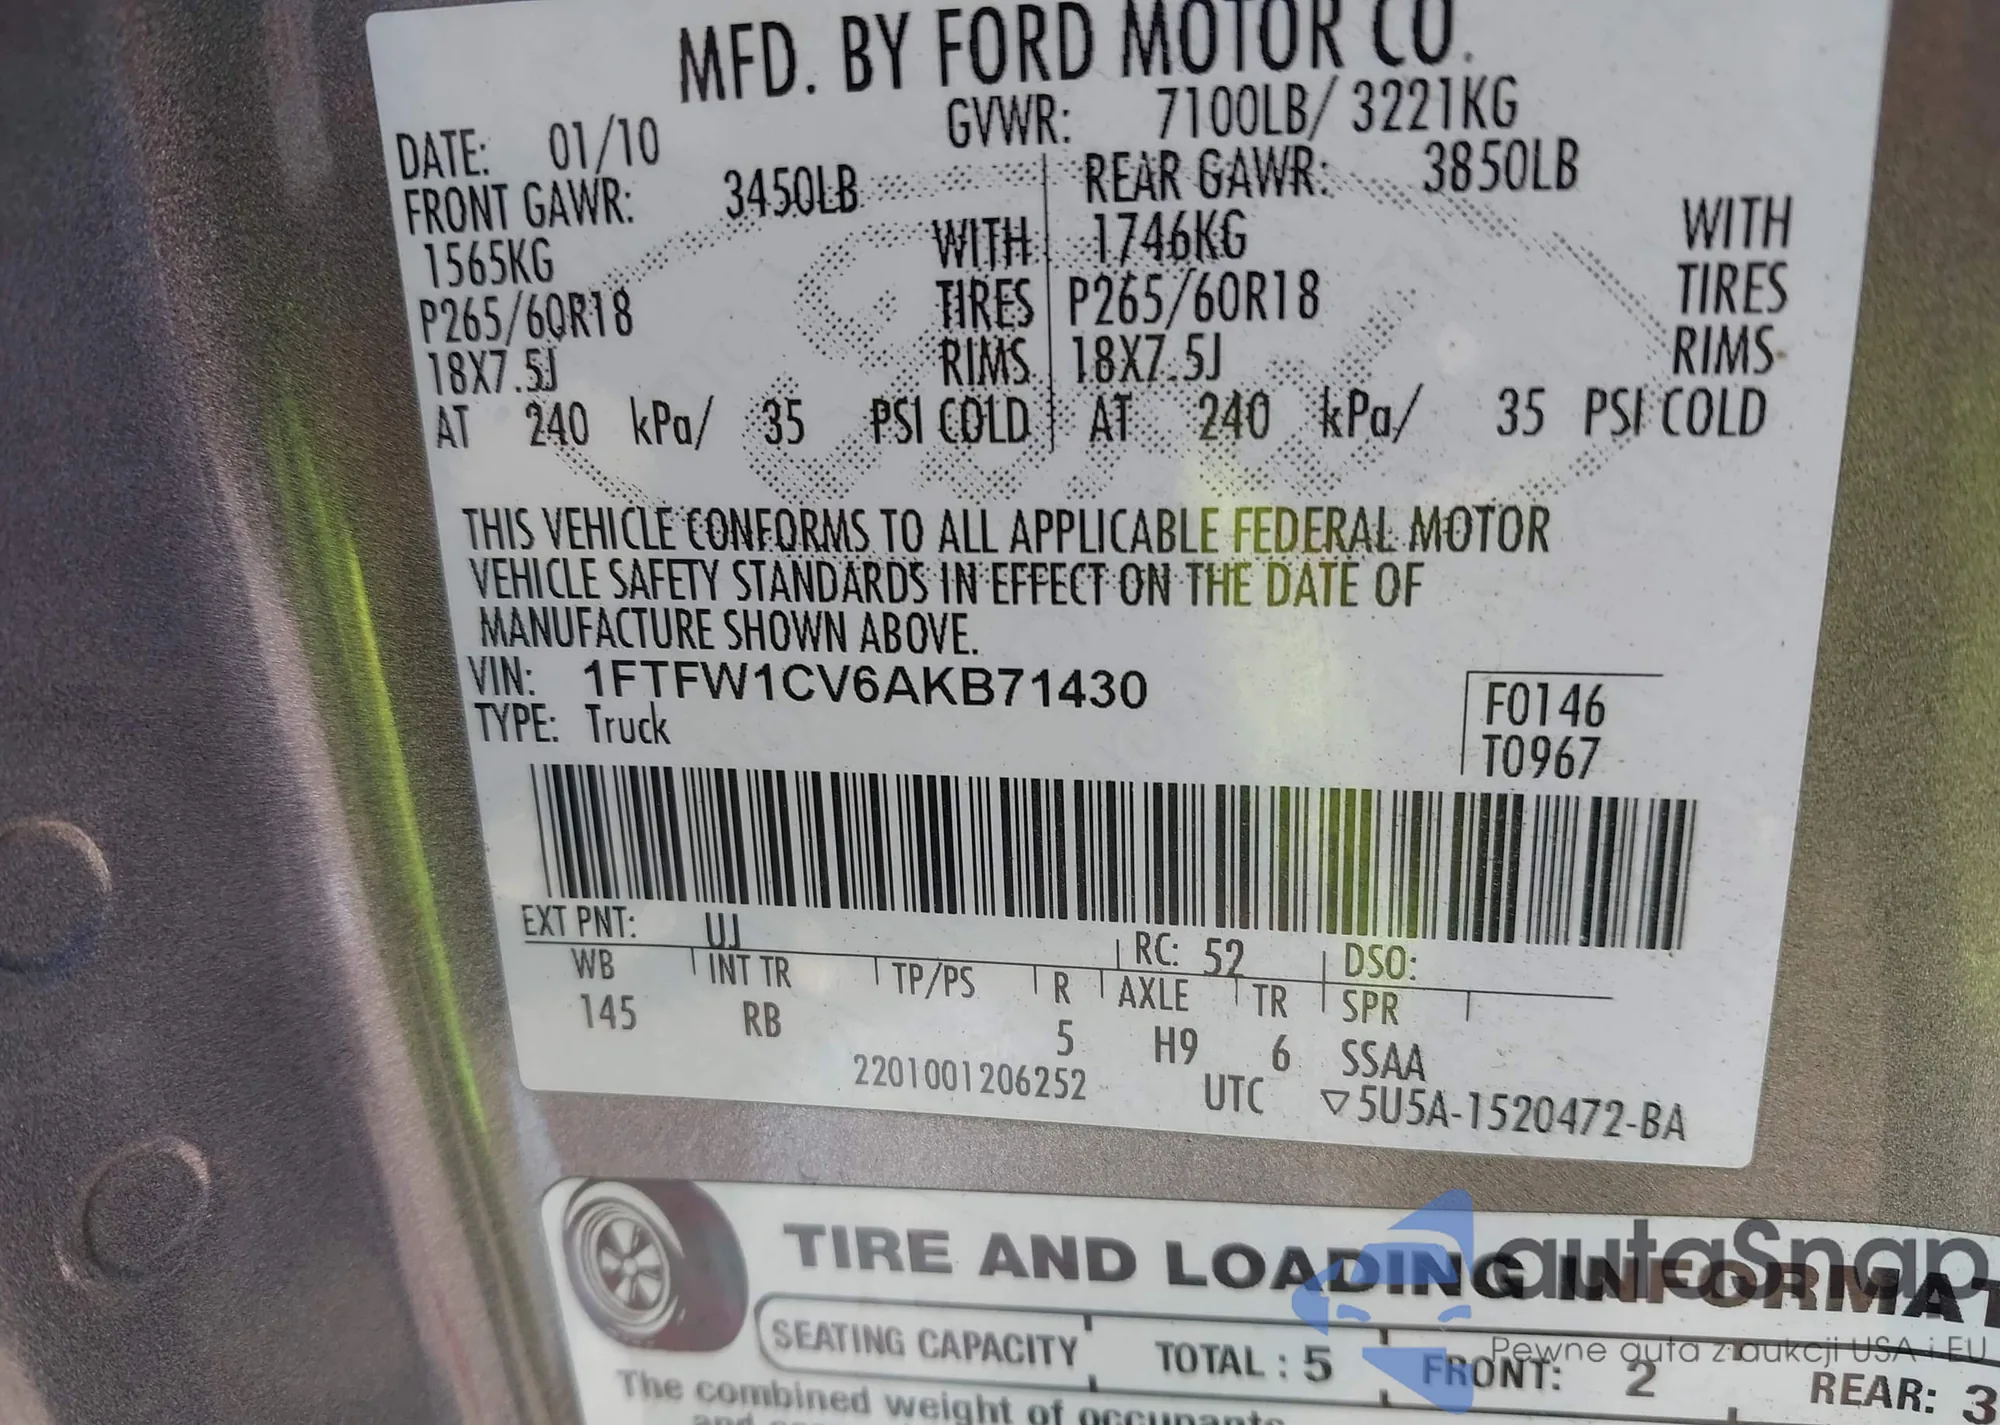 MFD. BY FORD MOTOR CO.
DATE: 01/10 GVWR: 7100LB/ 3221KG
FRONT GAWR: 3450LB REAR GAWR: 3850LB
1565KG WITH 1746KG WITH
P265/60R18 TIRES P265/60R18 TIRES
18X7.5J RIMS 18X7.5J RIMS
AT 240 kPa/ 35 PSI COLD AT 240 kPa/ 35 PSI COLD
THIS VEHICLE CONFORMS TO ALL APPLICABLE FEDERAL MOTOR
VEHICLE SAFETY STANDARDS IN EFFECT ON THE DATE OF
MANUFACTURE SHOWN ABOVE.
VIN: 1FTFW1CV6AKB71430 F0146
TYPE: Truck T0967
EXT PNT: UJ RC: 52 DSO:
WB INT TR TP/PS R AXLE TR SPR
145 RB 5 H9 6 SSAA
2201001206252 UTC ▽5U5A-1520472-BA
TIRE AND LOADING INFORMAT
autaSnap
SEATING CAPACITY TOTAL : 5 FRONT: 2 REAR: 3
Pewne auta z aukcji USA i EU
The combined weight of occupants